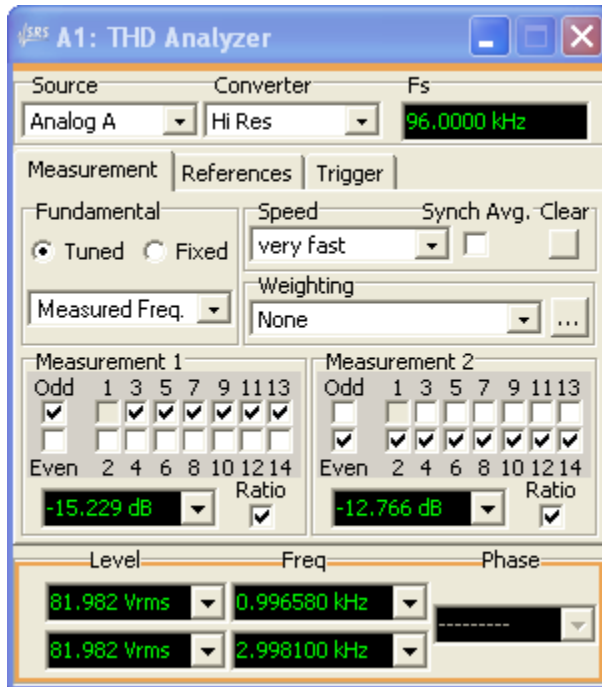 SRS A1: THD Analyzer
Source Converter Fs
Analog A Hi Res 96.0000 kHz
Measurement References Trigger
Fundamental Speed Synch Avg. Clear
Tuned Fixed very fast
Weighting
Measured Freq. None ...
Measurement 1 Measurement 2
Odd 1 3 5 7 9 11 13 Odd 1 3 5 7 9 11 13
Even 2 4 6 8 10 12 14 Even 2 4 6 8 10 12 14
Ratio Ratio
-15.229 dB -12.766 dB
Level Freq Phase
81.982 Vrms 0.996580 kHz
---------
81.982 Vrms 2.998100 kHz